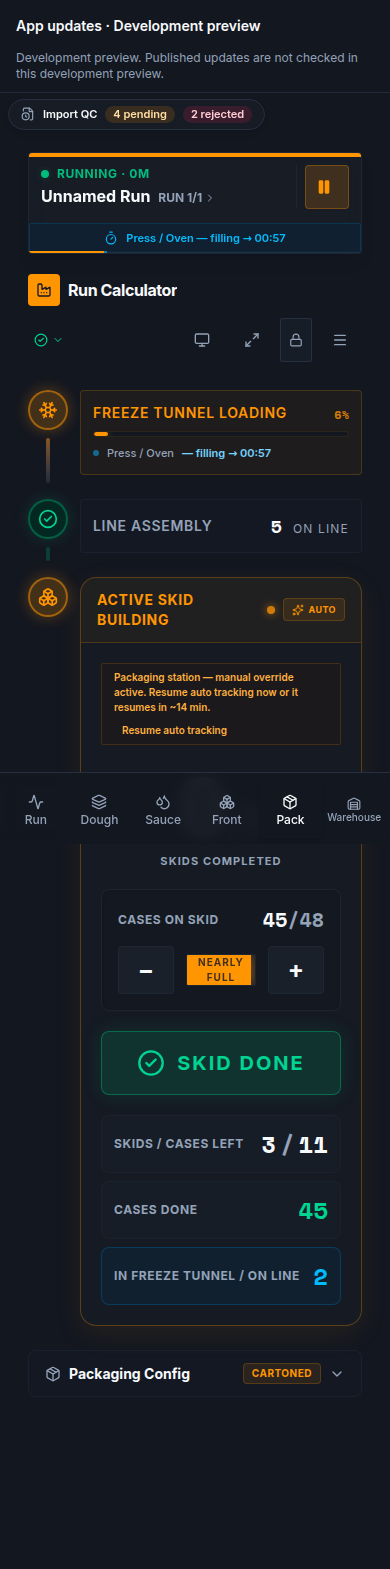 App updates · Development preview
Development preview. Published updates are not checked in
this development preview.
Import QC 4 pending 2 rejected
RUNNING · 0M
Unnamed Run RUN 1/1
Press / Oven — filling → 00:57
Run Calculator
FREEZE TUNNEL LOADING 6%
Press / Oven — filling → 00:57
LINE ASSEMBLY 5 ON LINE
ACTIVE SKID
BUILDING
AUTO
Packaging station — manual override
active. Resume auto tracking now or it
resumes in ~14 min.
Resume auto tracking
Run Dough Sauce Front Pack Warehouse
SKIDS COMPLETED
CASES ON SKID 45/48
− NEARLY
FULL +
SKID DONE
SKIDS / CASES LEFT 3 / 11
CASES DONE 45
IN FREEZE TUNNEL / ON LINE 2
Packaging Config CARTONED